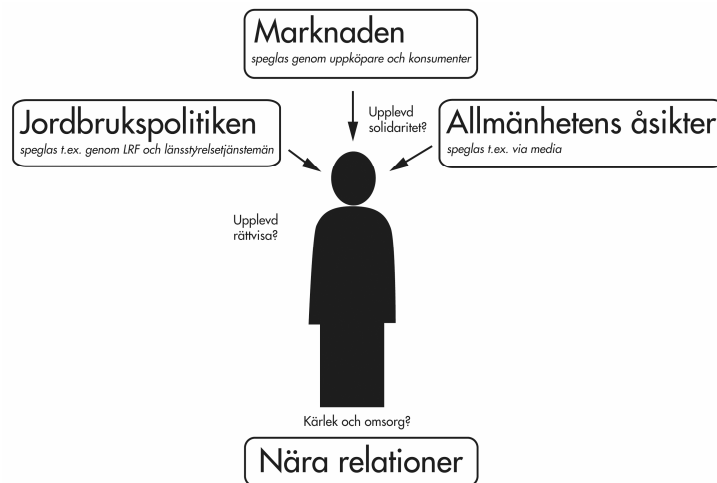 Marknaden
speglas genom uppköpare och konsumenter
Jordbrukspolitiken
speglas t.ex. genom LRF och länsstyrelsetjänstemän
Upplevd
solidaritet?
Allmänhetens åsikter
speglas t.ex. via media
Upplevd
rättvisa?
Kärlek och omsorg?
Nära relationer